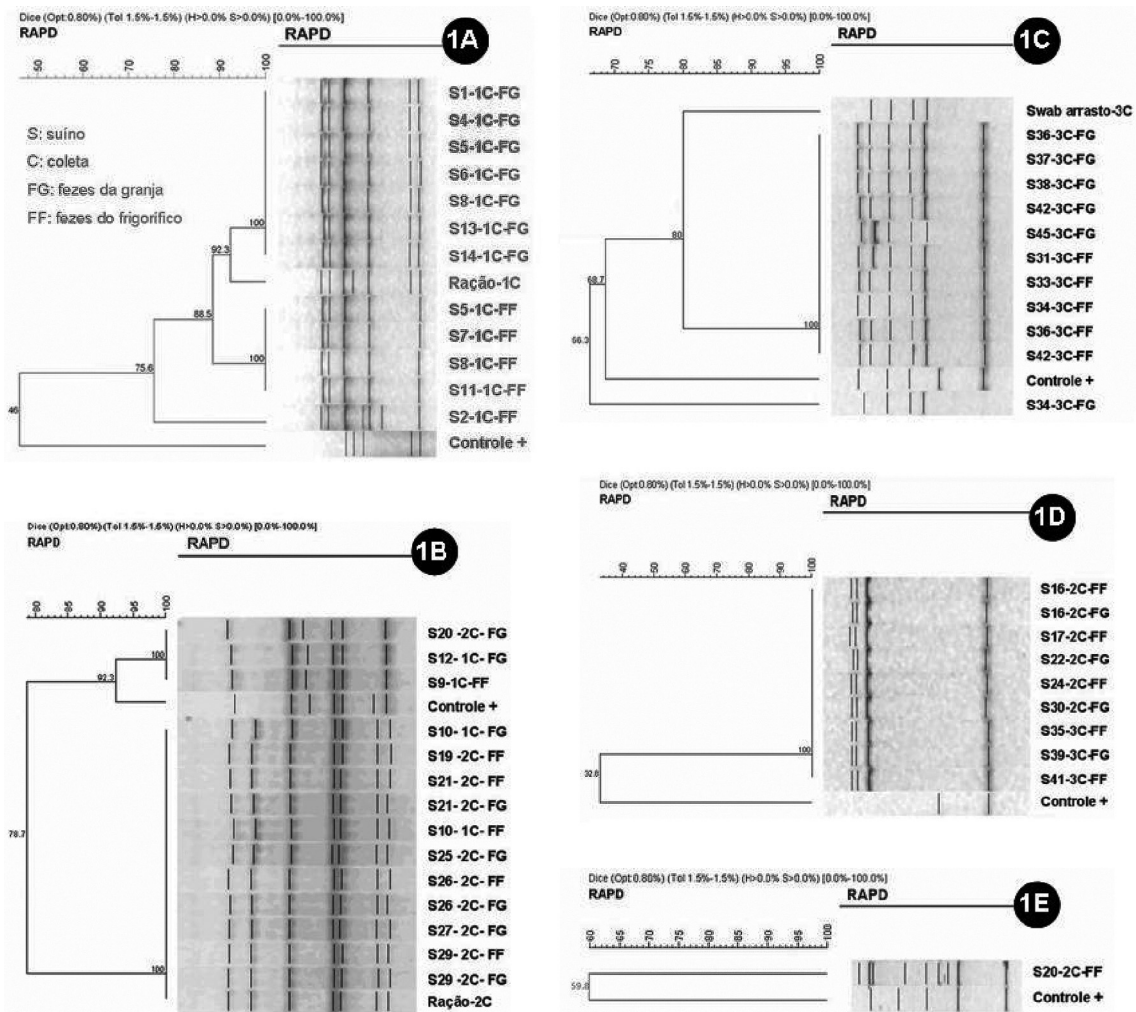 Dice (Opt:0.80%) (Tol 1.5%-1.5%) (H>0.0% S>0.0%) [0.0%-100.0%]
RAPD
RAPD
1A
50 60 70 80 90 100
S: suíno
C: coleta
FG: fezes da granja
FF: fezes do frigorífico
S1-1C-FG
S4-1C-FG
S5-1C-FG
S6-1C-FG
S8-1C-FG
S13-1C-FG
S14-1C-FG
Ração-1C
S5-1C-FF
S7-1C-FF
S8-1C-FF
S11-1C-FF
S2-1C-FF
Controle +
100
92.3
88.5
100
75.6
46
Dice (Opt:0.80%) (Tol 1.5%-1.5%) (H>0.0% S>0.0%) [0.0%-100.0%]
RAPD
RAPD
1B
80 85 90 95 100
S20 -2C- FG
S12- 1C- FG
S9-1C-FF
Controle +
S10- 1C- FG
S19 -2C- FF
S21 -2C- FF
S21- 2C- FG
S10- 1C- FF
S25 -2C- FG
S26- 2C- FF
S26 -2C- FG
S27- 2C- FG
S29- 2C- FF
S29 -2C- FG
Ração-2C
100
92.3
78.7
100
Dice (Opt:0.80%) (Tol 1.5%-1.5%) (H>0.0% S>0.0%) [0.0%-100.0%]
RAPD
RAPD
1C
70 75 80 85 90 95 100
Swab arrasto-3C
S36-3C-FG
S37-3C-FG
S38-3C-FG
S42-3C-FG
S45-3C-FG
S31-3C-FF
S33-3C-FF
S34-3C-FF
S36-3C-FF
S42-3C-FF
Controle +
S34-3C-FG
80
68.7
100
66.3
Dice (Opt:0.80%) (Tol 1.5%-1.5%) (H>0.0% S>0.0%) [0.0%-100.0%]
RAPD
RAPD
1D
40 50 60 70 80 90 100
S16-2C-FF
S16-2C-FG
S17-2C-FF
S22-2C-FG
S24-2C-FF
S30-2C-FG
S35-3C-FF
S39-3C-FG
S41-3C-FF
Controle +
100
Dice (Opt:0.80%) (Tol 1.5%-1.5%) (H>0.0% S>0.0%) [0.0%-100.0%]
RAPD
RAPD
1E
60 65 70 75 80 85 90 95 100
S20-2C-FF
Controle +
59.8